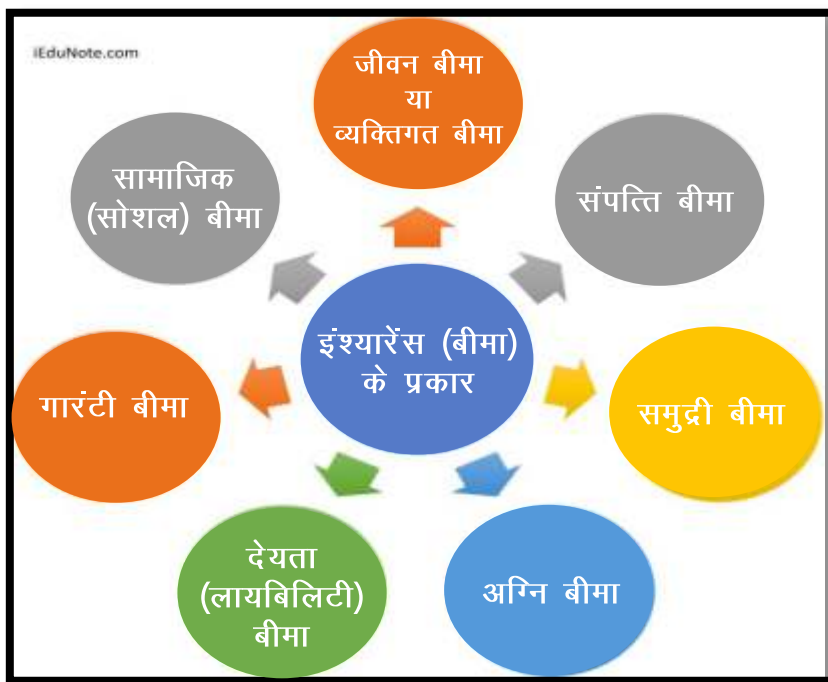 iEduNote.com
जीवन बीमा
या
व्यक्तिगत बीमा
सामाजिक
(सोशल) बीमा
संपत्ति बीमा
इंश्यारेंस (बीमा)
के प्रकार
गारंटी बीमा
समुद्री बीमा
देयता
(लायबिलिटी)
बीमा
अग्नि बीमा